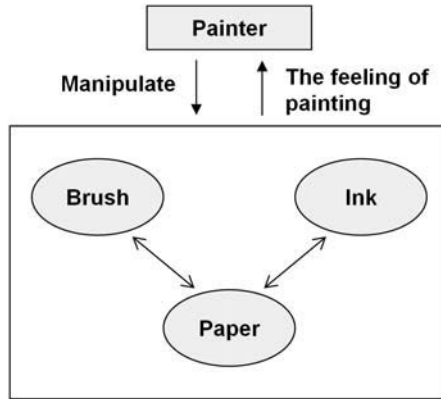 Painter
Manipulate
The feeling of
painting
Brush
Ink
Paper